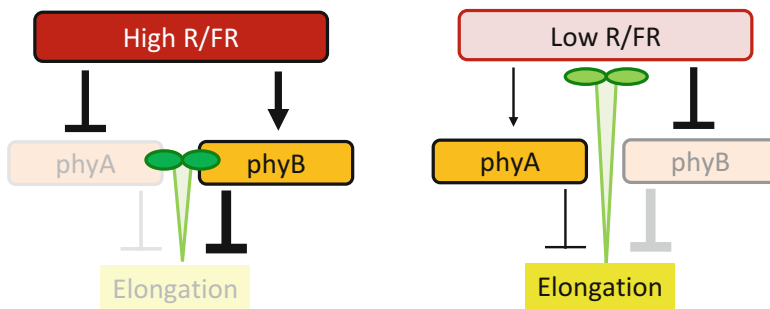 High R/FR
phyA
phyB
Elongation
Low R/FR
phyA
phyB
Elongation